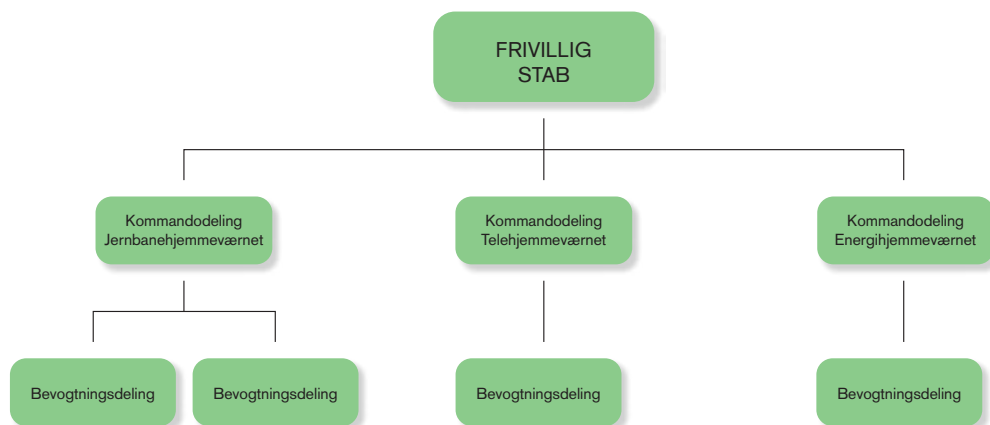 FRIVILLIG
STAB
Kommandodeling
Jernbanehjemmeværnet
Kommandodeling
Telehjemmeværnet
Kommandodeling
Energihjemmeværnet
Bevogtningsdeling
Bevogtningsdeling
Bevogtningsdeling
Bevogtningsdeling